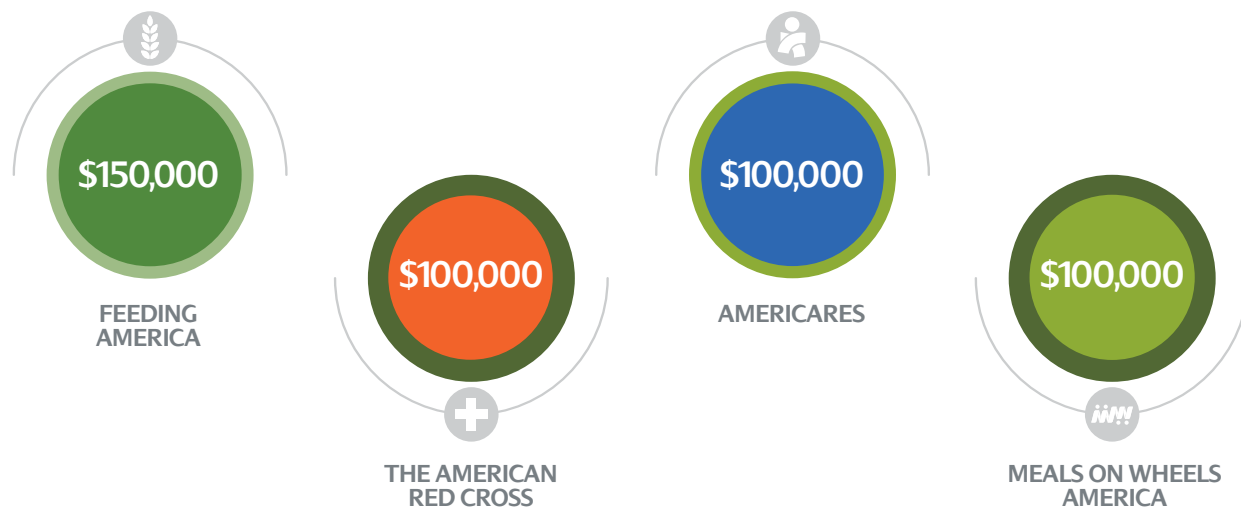 $150,000
FEEDING
AMERICA
$100,000
THE AMERICAN
RED CROSS
$100,000
AMERICARES
$100,000
MEALS ON WHEELS
AMERICA